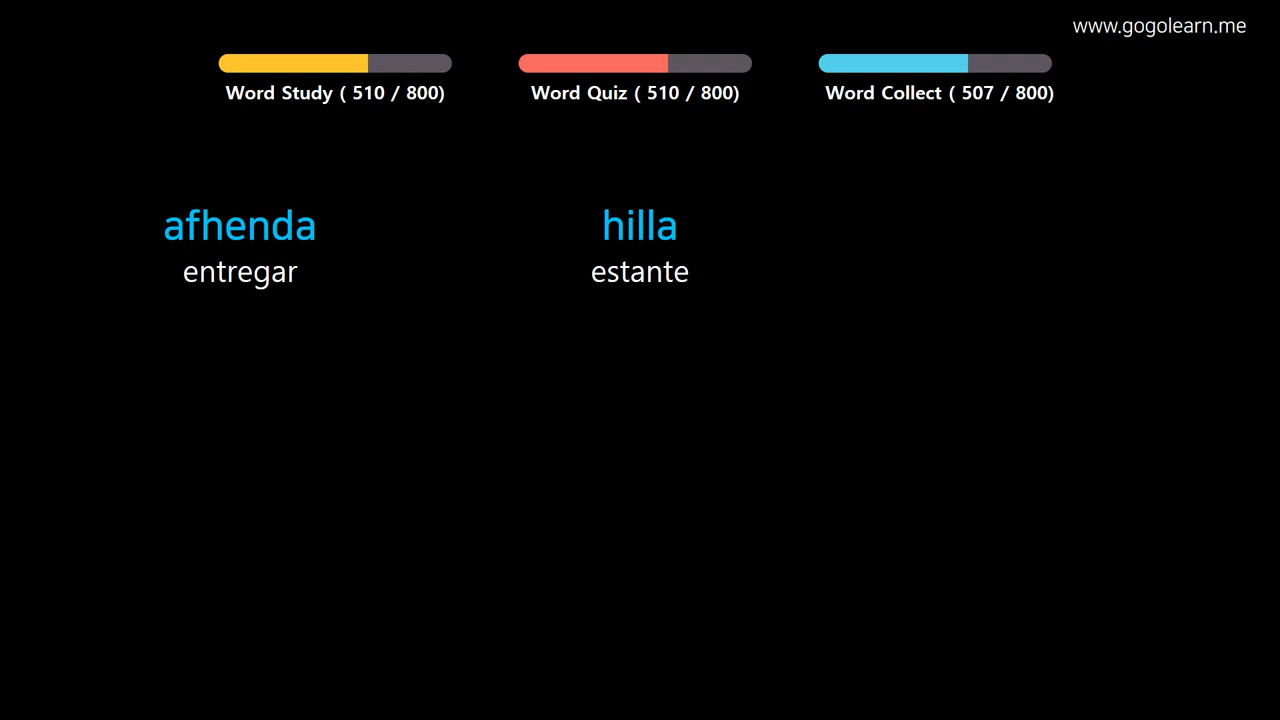 www.gogolearn.me
Word Study ( 510 / 800)
Word Quiz ( 510 / 800)
Word Collect ( 507 / 800)
afhenda
entregar
hilla
estante